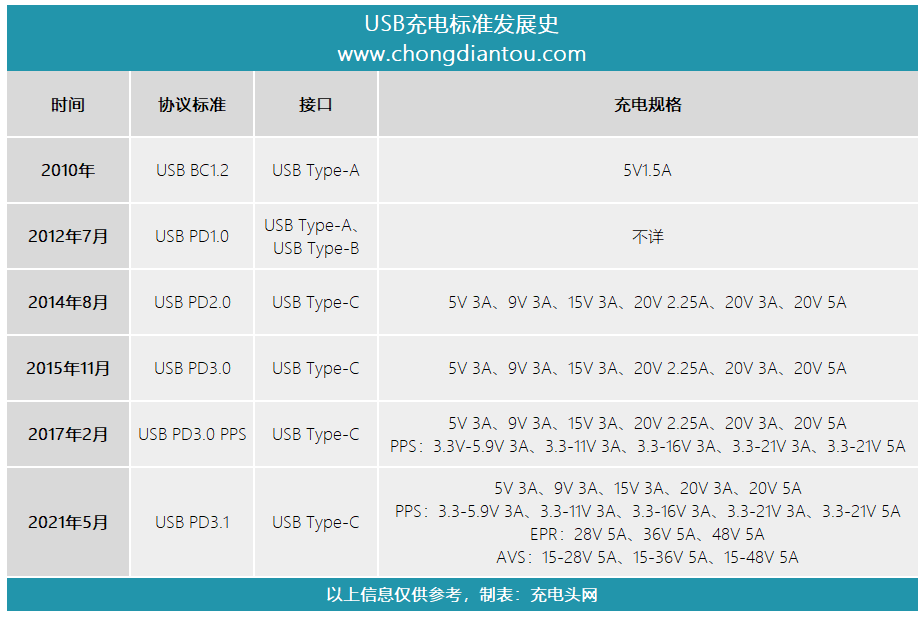 USB充电标准发展史
www.chongdiantou.com
时间 协议标准 接口 充电规格
2010年 USB BC1.2 USB Type-A 5V1.5A
2012年7月 USB PD1.0 USB Type-A、
USB Type-B 不详
2014年8月 USB PD2.0 USB Type-C 5V 3A、9V 3A、15V 3A、20V 2.25A、20V 3A、20V 5A
2015年11月 USB PD3.0 USB Type-C 5V 3A、9V 3A、15V 3A、20V 2.25A、20V 3A、20V 5A
2017年2月 USB PD3.0 PPS USB Type-C 5V 3A、9V 3A、15V 3A、20V 2.25A、20V 3A、20V 5A
PPS：3.3V-5.9V 3A、3.3-11V 3A、3.3-16V 3A、3.3-21V 3A、3.3-21V 5A
2021年5月 USB PD3.1 USB Type-C 5V 3A、9V 3A、15V 3A、20V 3A、20V 5A
PPS：3.3-5.9V 3A、3.3-11V 3A、3.3-16V 3A、3.3-21V 3A、3.3-21V 5A
EPR：28V 5A、36V 5A、48V 5A
AVS：15-28V 5A、15-36V 5A、15-48V 5A
以上信息仅供参考，制表：充电头网